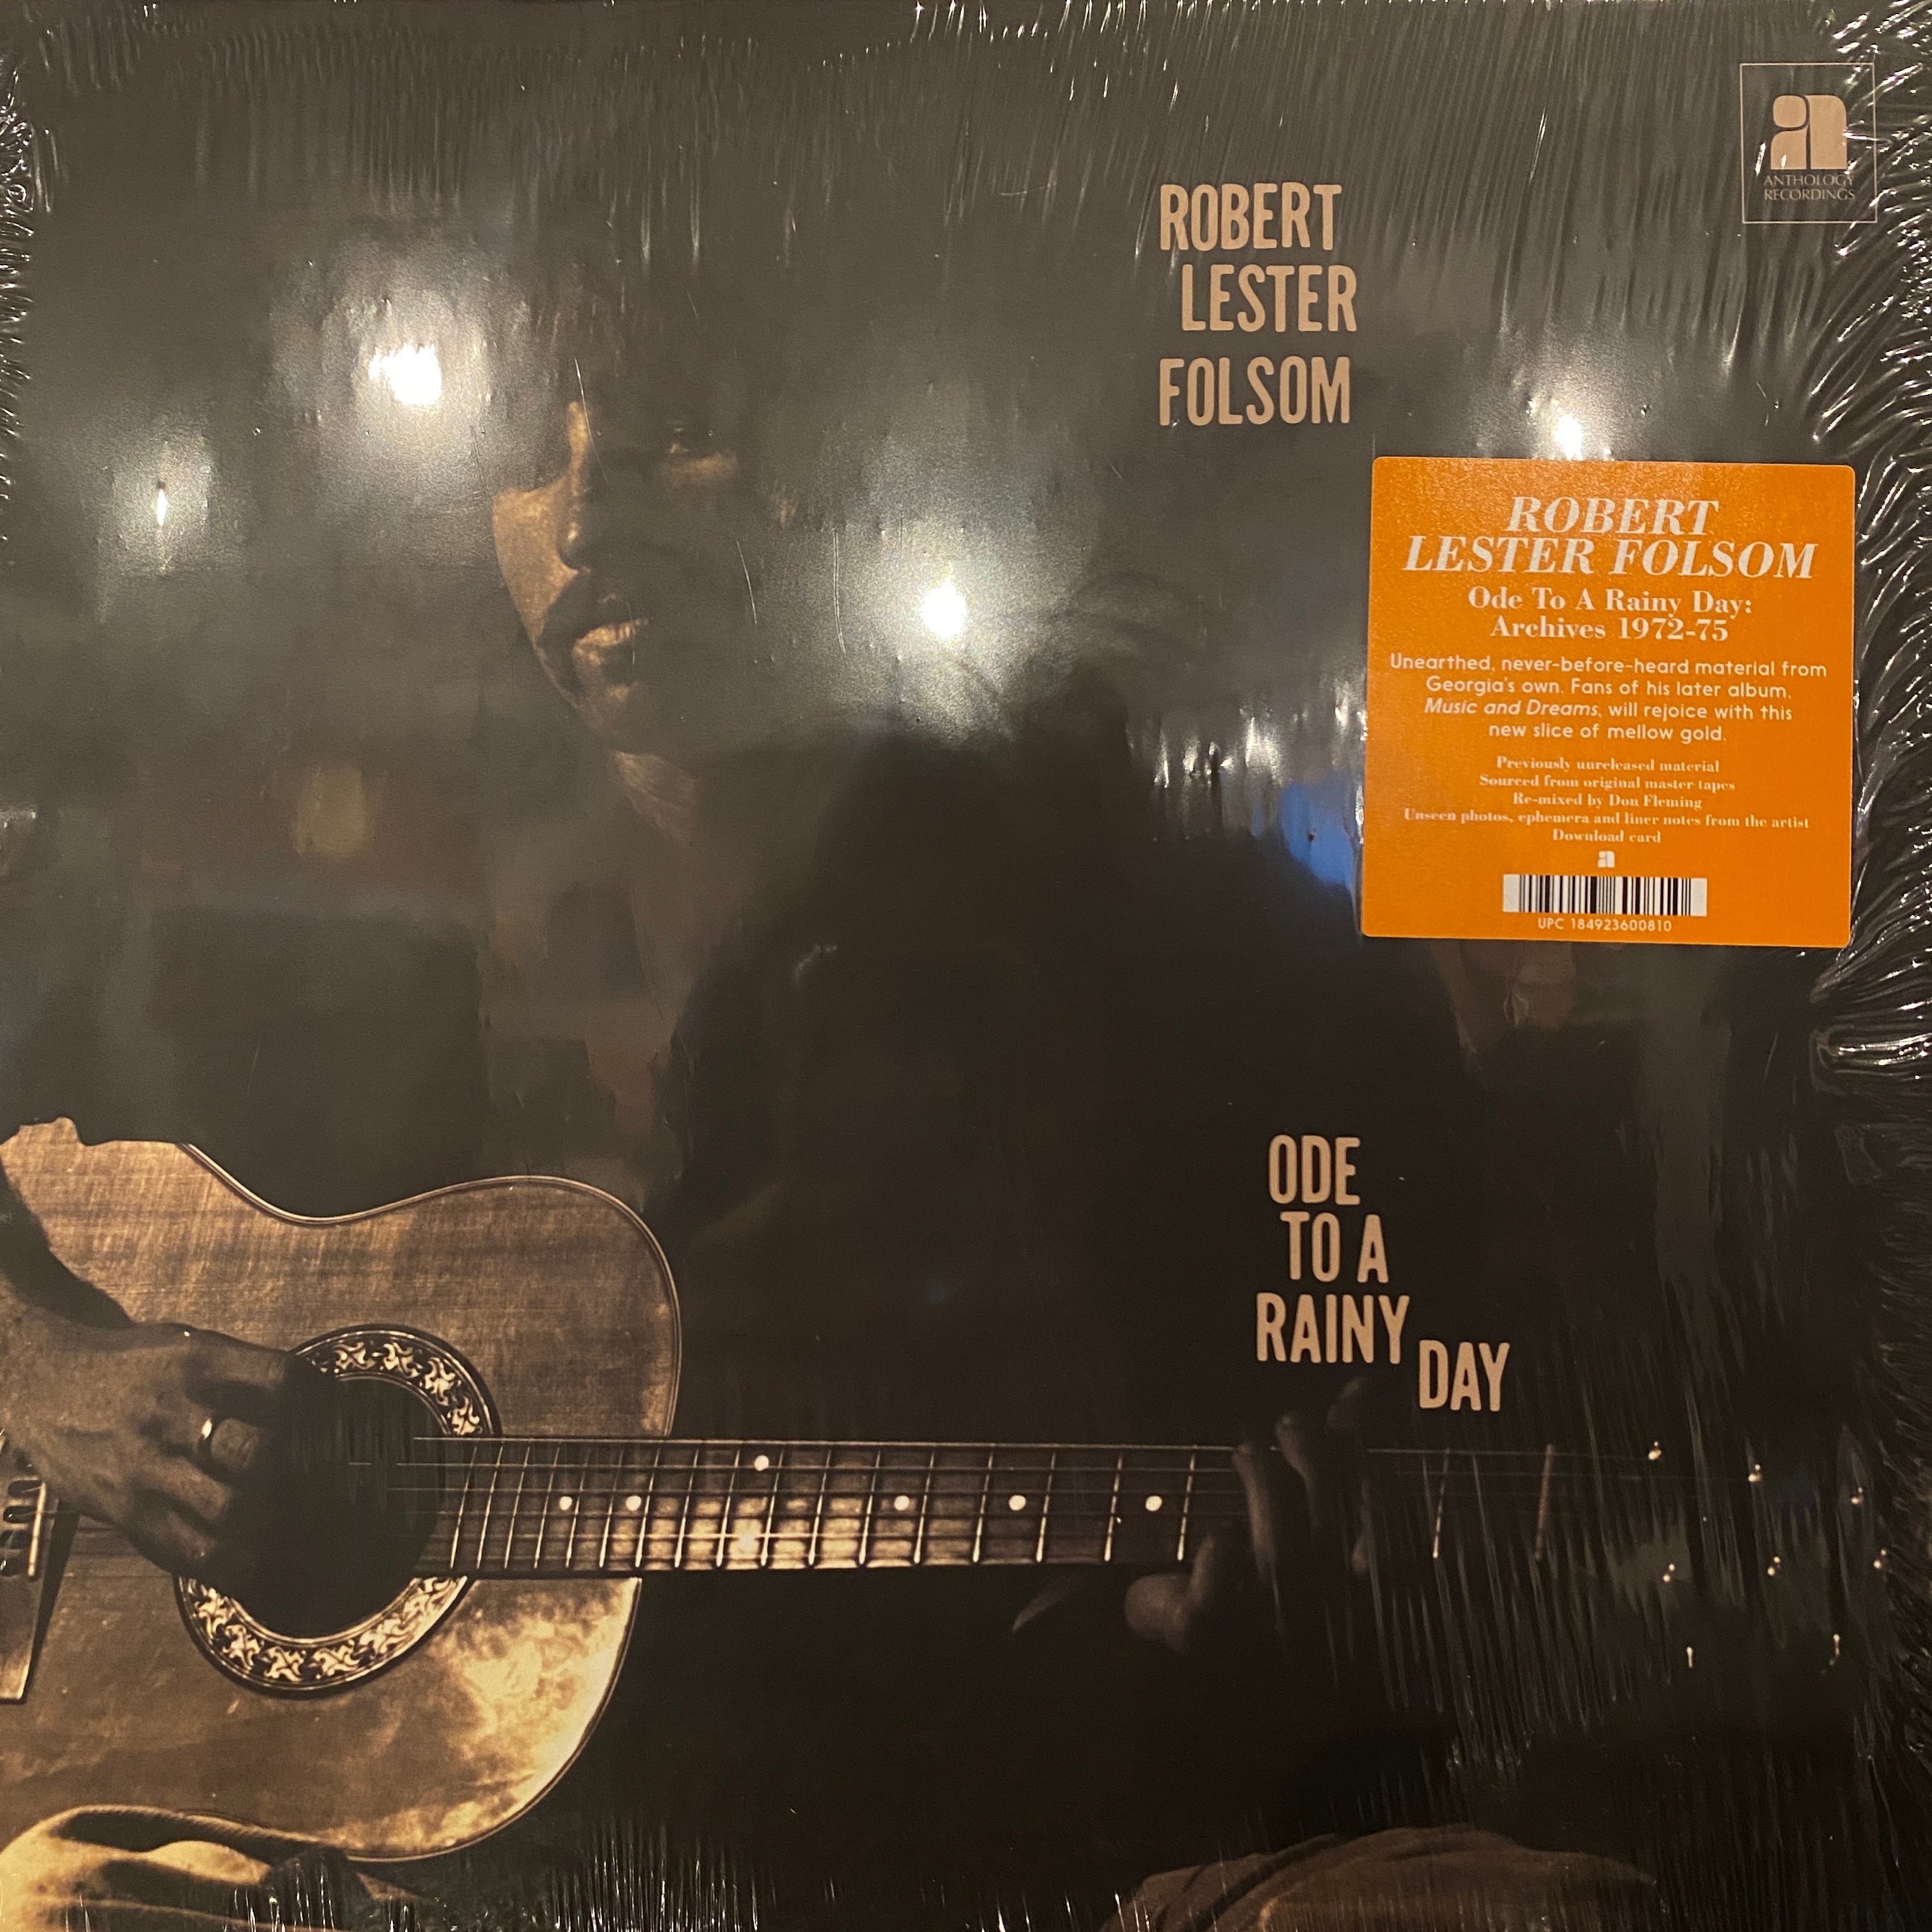 ANTHOLOGY
RECORDINGS
ROBERT
LESTER
FOLSOM
ROBERT
LESTER FOLSOM
Ode To A Rainy Day:
Archives 1972-75
Unearthed, never-before-heard material from
Georgia's own. Fans of his later album,
Music and Dreams, will rejoice with this
new slice of mellow gold.
Previously unreleased material
Sourced from original master tapes
Re-mixed by Don Fleming
Unseen photos, ephemera and liner notes from the artist
Download card
a
UPC 184923600810
ODE
TO A
RAINY
DAY